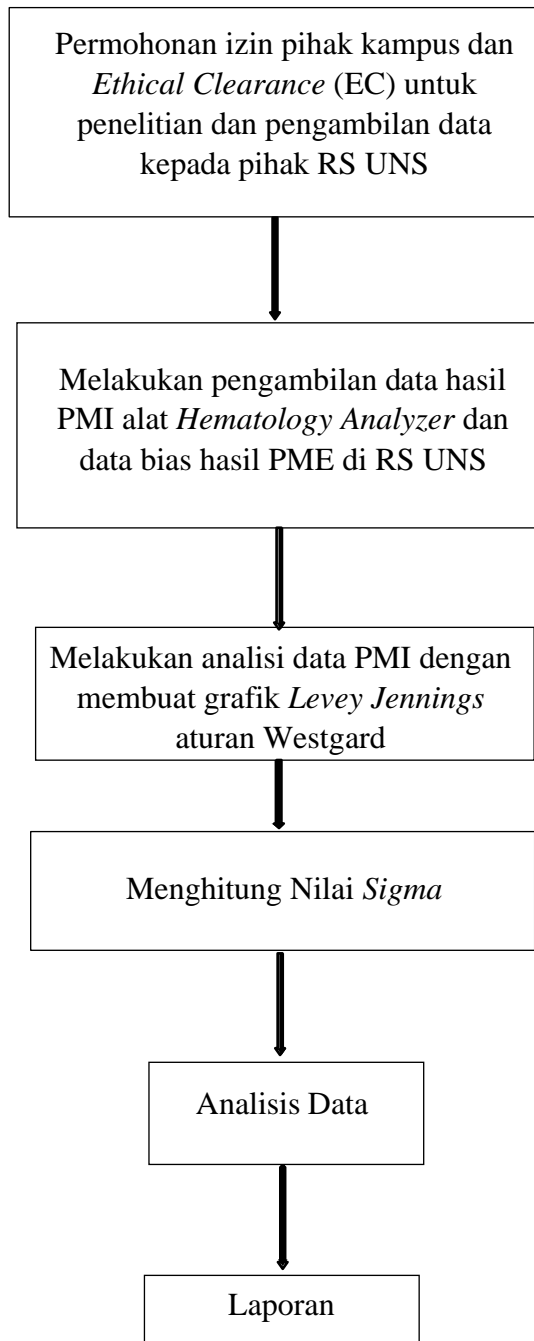 Permohonan izin pihak kampus dan
Ethical Clearance (EC) untuk
penelitian dan pengambilan data
kepada pihak RS UNS
Melakukan pengambilan data hasil
PMI alat Hematology Analyzer dan
data bias hasil PME di RS UNS
Melakukan analisi data PMI dengan
membuat grafik Levey Jennings
aturan Westgard
Menghitung Nilai Sigma
Analisis Data
Laporan